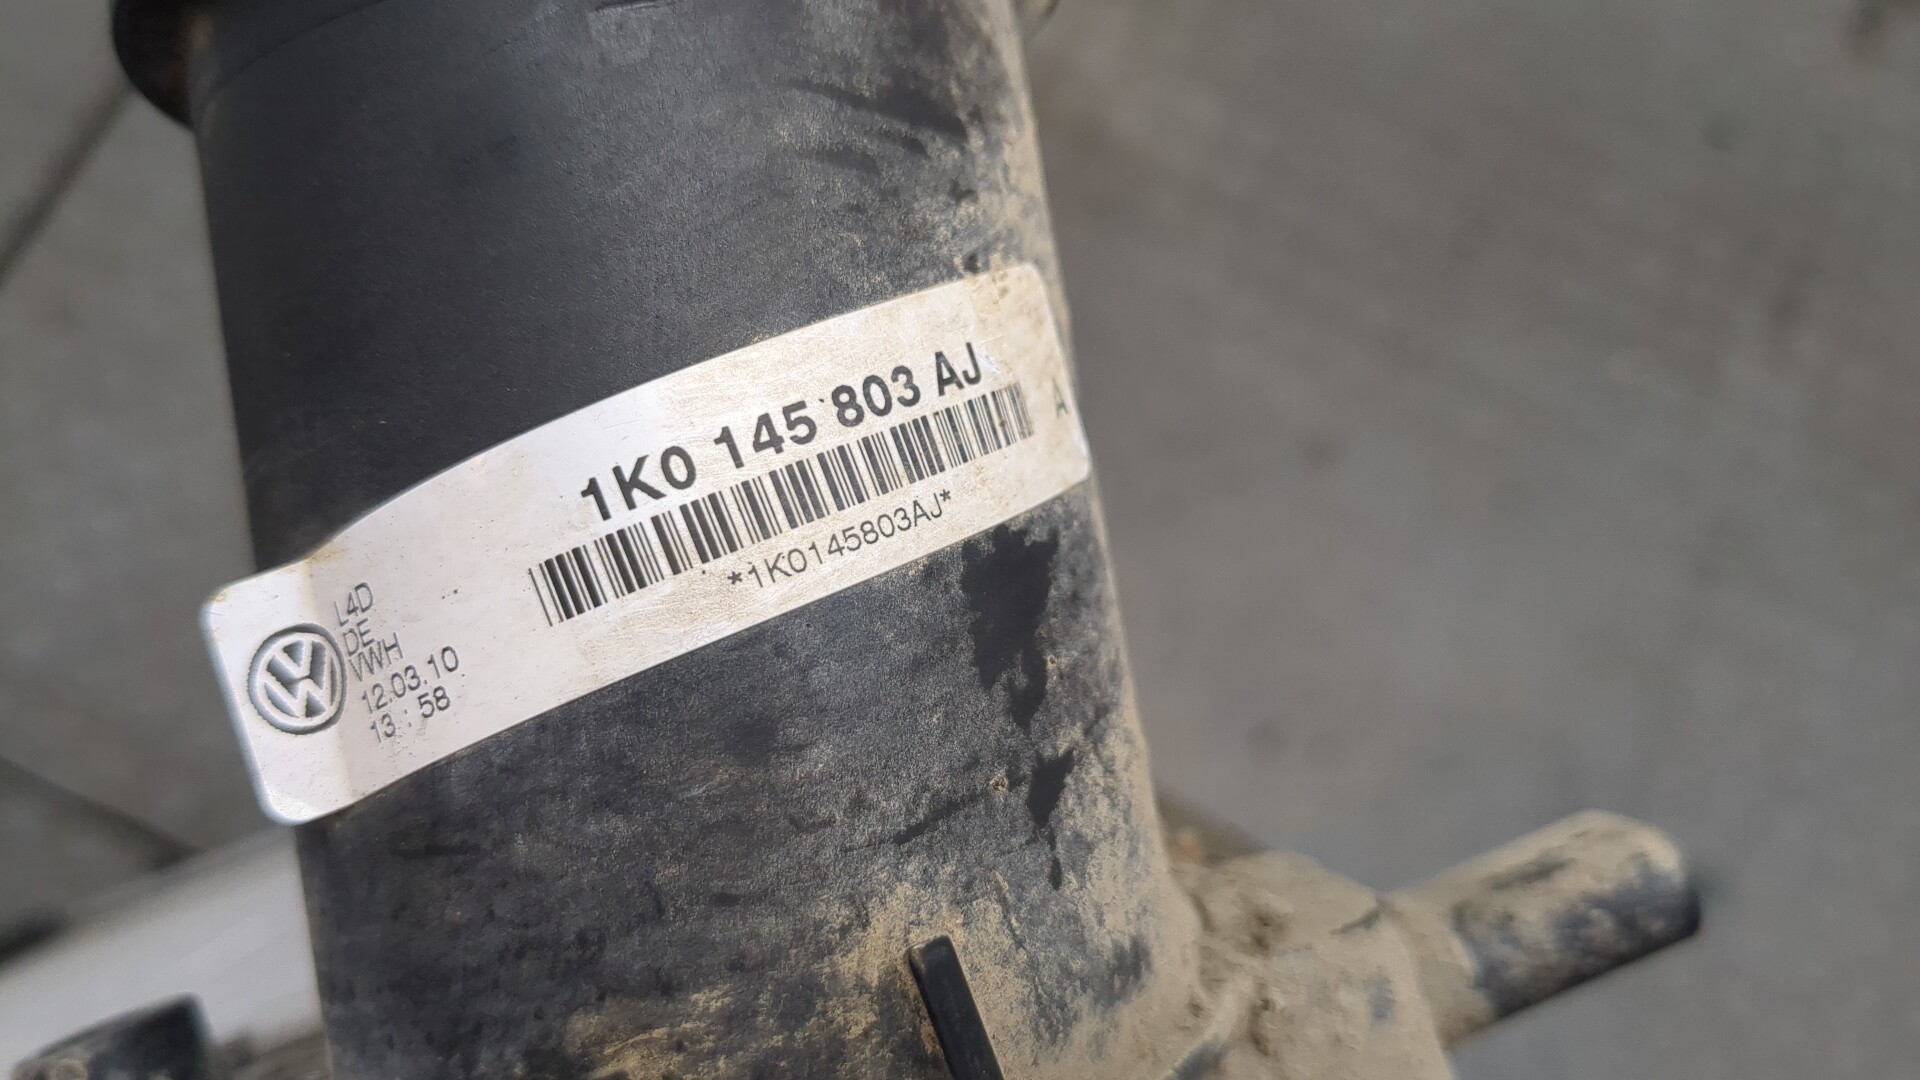 1K0 145 803 AJ
A
*1K0145803AJ*
L4D
DE
VWH
12.03.10
13 : 58